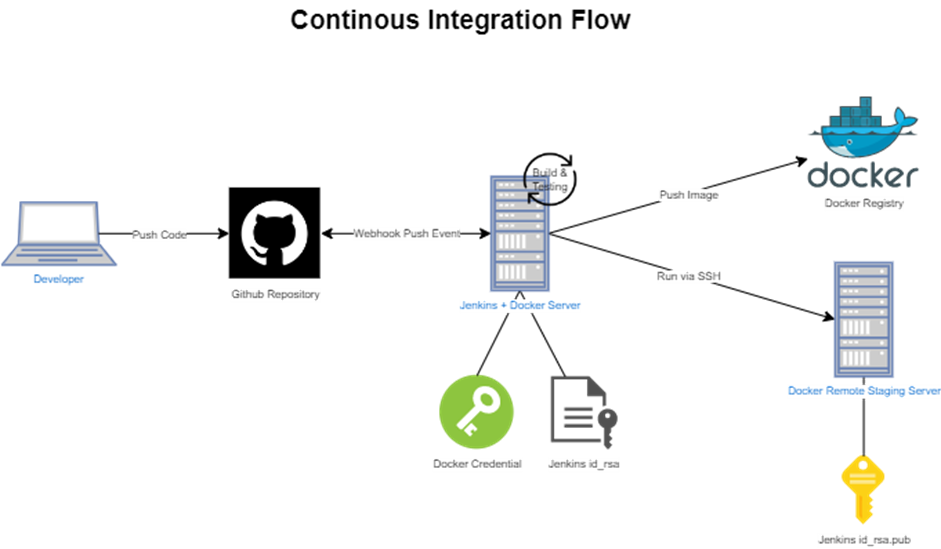 Continous Integration Flow
Build &
Testing
docker
Docker Registry
Push Image
Push Code
Webhook Push Event
Developer
Github Repository
Jenkins + Docker Server
Run via SSH
Docker Remote Staging Server
Docker Credential
Jenkins id_rsa
Jenkins id_rsa.pub